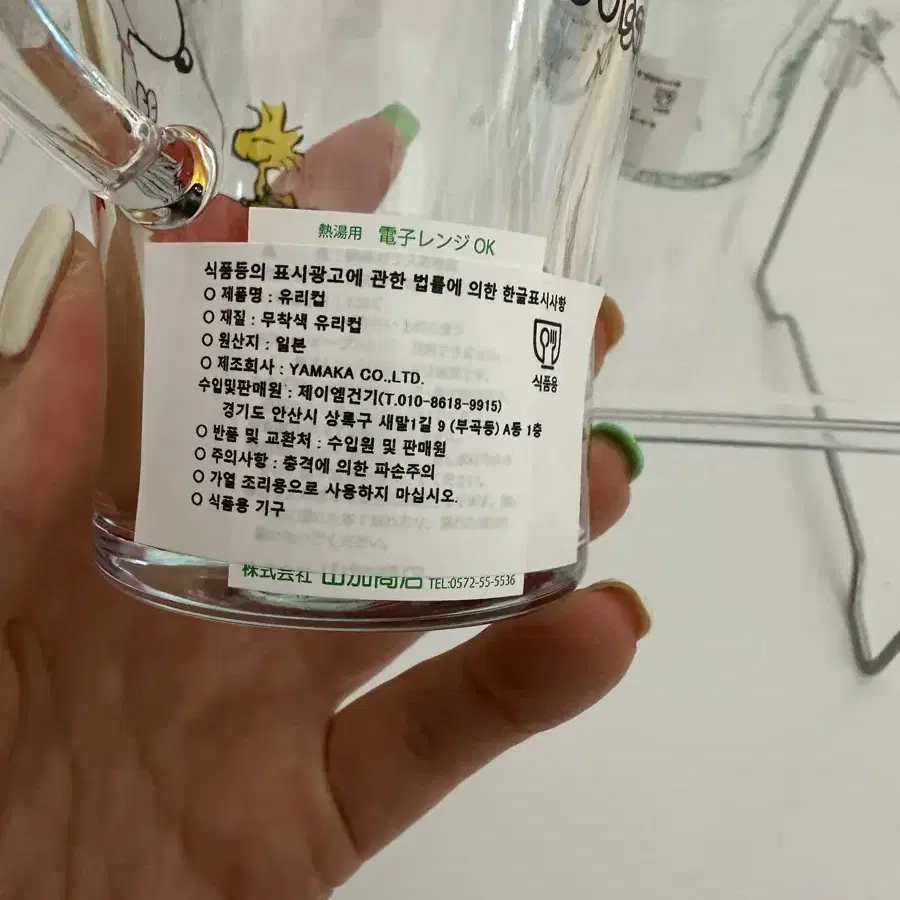 熱湯用 電子レンジ OK
식품등의 표시광고에 관한 법률에 의한 한글표시사항
O 제품명 : 유리컵
O 재질 : 무착색 유리컵
O 원산지 : 일본
O 제조회사 : YAMAKA CO.,LTD.
수입및판매원 : 제이엠건기(T.010-8618-9915)
경기도 안산시 상록구 새말1길 9 (부곡동) A동 1층
O 반품 및 교환처 : 수입원 및 판매원
O 주의사항 : 충격에 의한 파손주의
O 가열 조리용으로 사용하지 마십시오.
O 식품용 기구
식품용
株式会社 山加商店 TEL:0572-55-5536